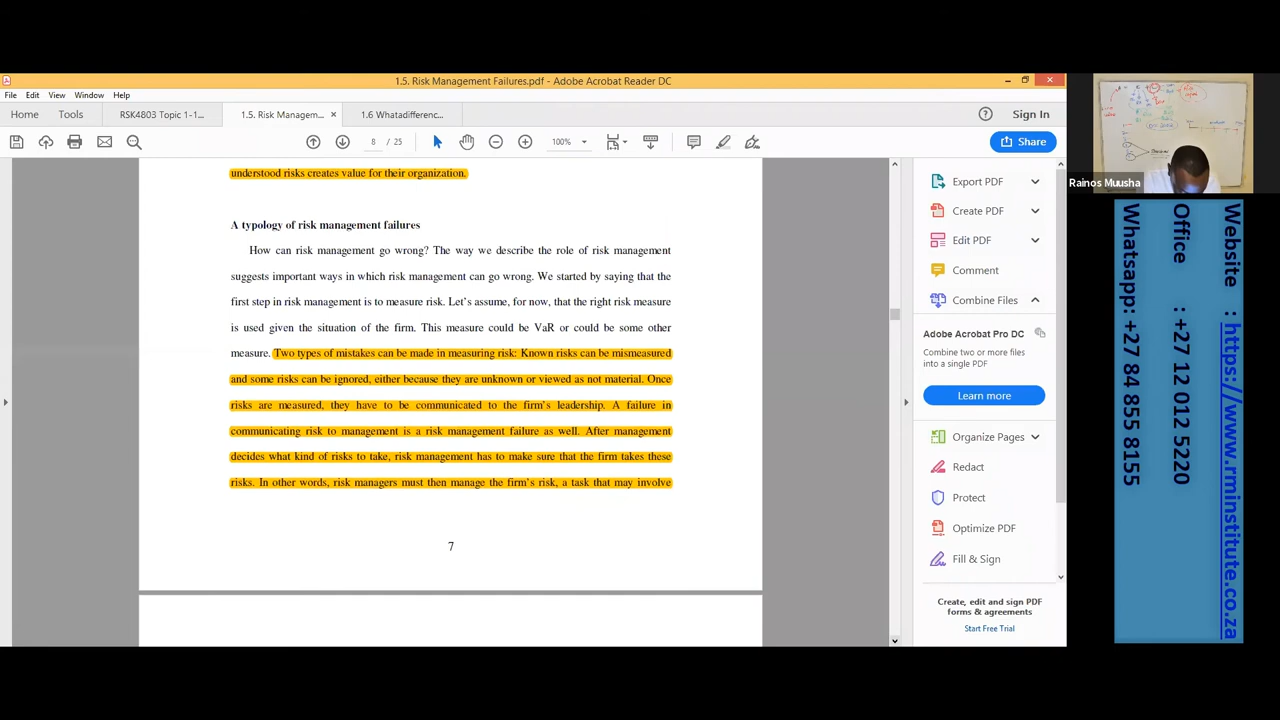 1.5. Risk Management Failures.pdf - Adobe Acrobat Reader DC
File Edit View Window Help
Home Tools RSK4803 Topic 1-1... 1.5. Risk Managem... × 1.6 Whatdifferenc... Sign In
8 / 25 100% Share
understood risks creates value for their organization.
A typology of risk management failures
How can risk management go wrong? The way we describe the role of risk management
suggests important ways in which risk management can go wrong. We started by saying that the
first step in risk management is to measure risk. Let’s assume, for now, that the right risk measure
is used given the situation of the firm. This measure could be VaR or could be some other
measure. Two types of mistakes can be made in measuring risk: Known risks can be mismeasured
and some risks can be ignored, either because they are unknown or viewed as not material. Once
risks are measured, they have to be communicated to the firm’s leadership. A failure in
communicating risk to management is a risk management failure as well. After management
decides what kind of risks to take, risk management has to make sure that the firm takes these
risks. In other words, risk managers must then manage the firm’s risk, a task that may involve
7
Export PDF
Create PDF
Edit PDF
Comment
Combine Files
Adobe Acrobat Pro DC
Combine two or more files
into a single PDF
Learn more
Organize Pages
Redact
Protect
Optimize PDF
Fill & Sign
Create, edit and sign PDF
forms & agreements
Start Free Trial
Rainos Muusha
Website : https://www.rminstitute.co.za
Office : +27 12 012 5220
Whatsapp: +27 84 855 8155